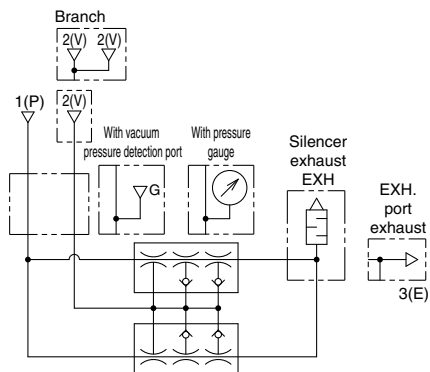 Branch
2(V) 2(V)
1(P)
2(V)
With vacuum
pressure detection port
G
With pressure
gauge
Silencer
exhaust
EXH
EXH.
port
exhaust
3(E)